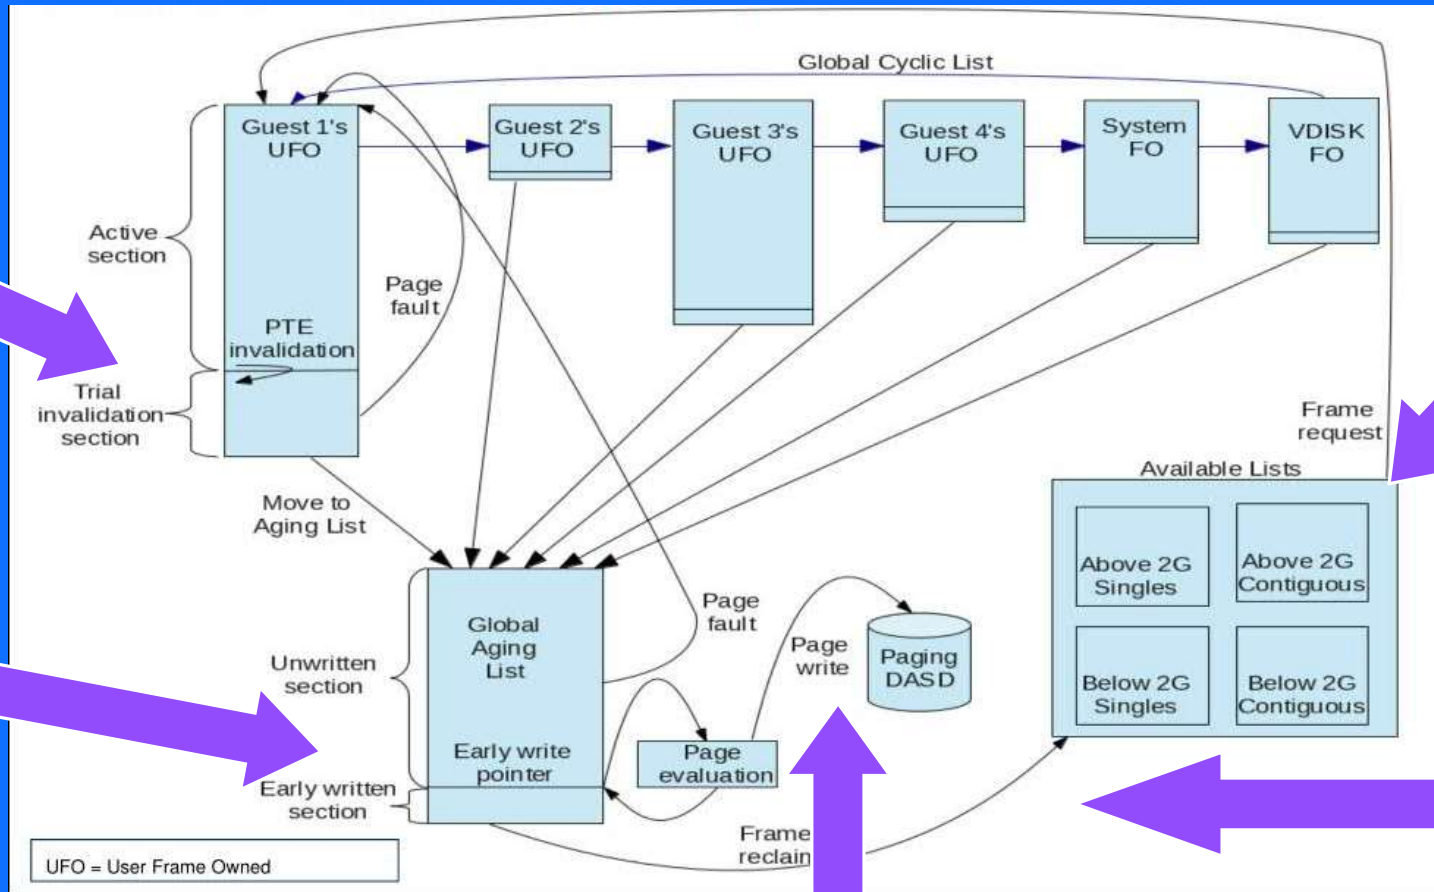 Global Cyclic List
Guest 1's
UFO
Guest 2's
UFO
Guest 3's
UFO
Guest 4's
UFO
System
FO
VDISK
FO
Active
section
Page
fault
PTE
invalidation
Trial
invalidation
section
Move to
Aging List
Frame
request
Available Lists
Above 2G
Singles
Above 2G
Contiguous
Below 2G
Singles
Below 2G
Contiguous
Global
Aging
List
Page
fault
Unwritten
section
Page
write
Paging
DASD
Early write
pointer
Page
evaluation
Early written
section
Frame
UFO = User Frame Owned